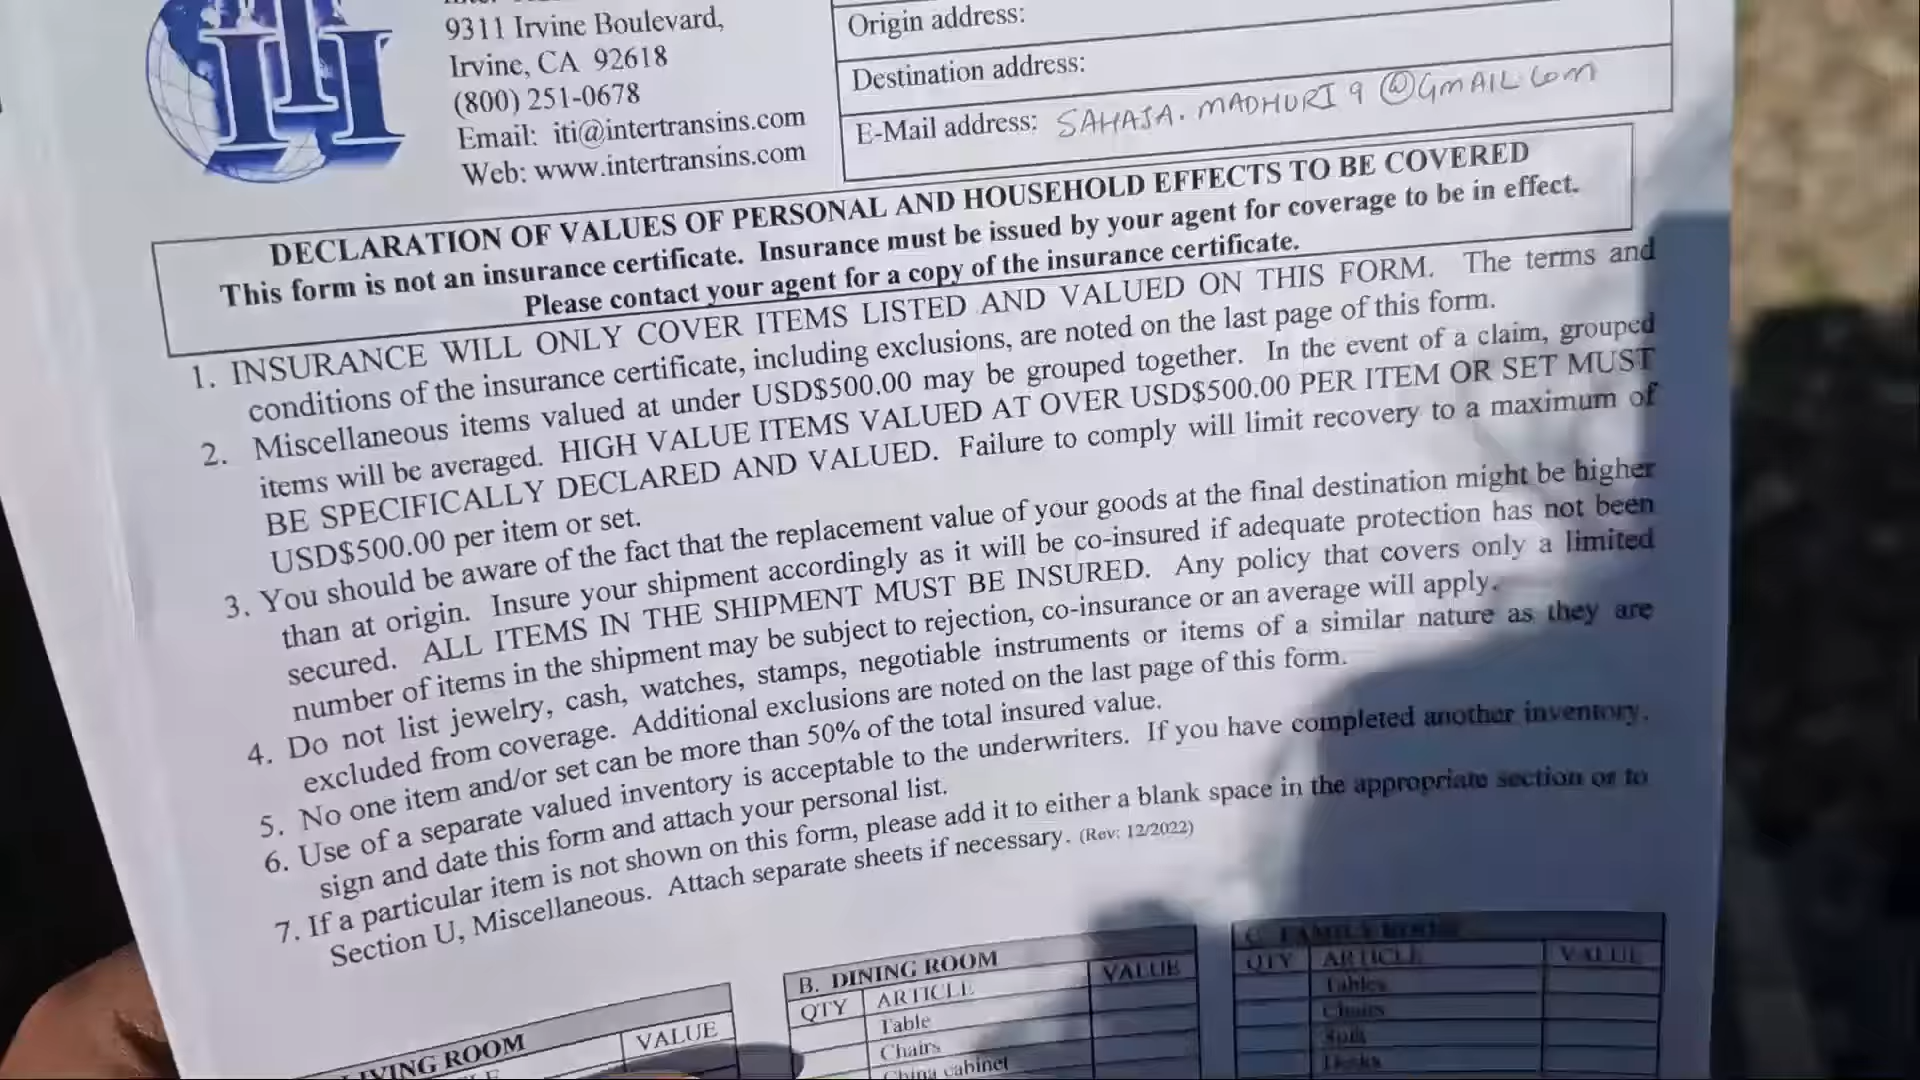 ITI
9311 Irvine Boulevard,
Irvine, CA 92618
(800) 251-0678
Email: iti@intertransins.com
Web: www.intertransins.com
Origin address:
Destination address:
E-Mail address: SAHAJA.MADHURI9@GMAIL.COM
DECLARATION OF VALUES OF PERSONAL AND HOUSEHOLD EFFECTS TO BE COVERED
This form is not an insurance certificate. Insurance must be issued by your agent for coverage to be in effect.
Please contact your agent for a copy of the insurance certificate.
1. INSURANCE WILL ONLY COVER ITEMS LISTED AND VALUED ON THIS FORM. The terms and
conditions of the insurance certificate, including exclusions, are noted on the last page of this form.
2. Miscellaneous items valued at under USD$500.00 may be grouped together. In the event of a claim, grouped
items will be averaged. HIGH VALUE ITEMS VALUED AT OVER USD$500.00 PER ITEM OR SET MUST
BE SPECIFICALLY DECLARED AND VALUED. Failure to comply will limit recovery to a maximum of
USD$500.00 per item or set.
3. You should be aware of the fact that the replacement value of your goods at the final destination might be higher
than at origin. Insure your shipment accordingly as it will be co-insured if adequate protection has not been
secured. ALL ITEMS IN THE SHIPMENT MUST BE INSURED. Any policy that covers only a limited
number of items in the shipment may be subject to rejection, co-insurance or an average will apply.
4. Do not list jewelry, cash, watches, stamps, negotiable instruments or items of a similar nature as they are
excluded from coverage. Additional exclusions are noted on the last page of this form.
5. No one item and/or set can be more than 50% of the total insured value.
6. Use of a separate valued inventory is acceptable to the underwriters. If you have completed another inventory,
sign and date this form and attach your personal list.
7. If a particular item is not shown on this form, please add it to either a blank space in the appropriate section or to
Section U, Miscellaneous. Attach separate sheets if necessary. (Rev: 12/2022)
LIVING ROOM
VALUE
B. DINING ROOM
QTY ARTICLE VALUE
Table
Chairs
China cabinet
C. FAMILY ROOM
QTY ARTICLE VALUE
Tables
Chairs
Sofa
Desks